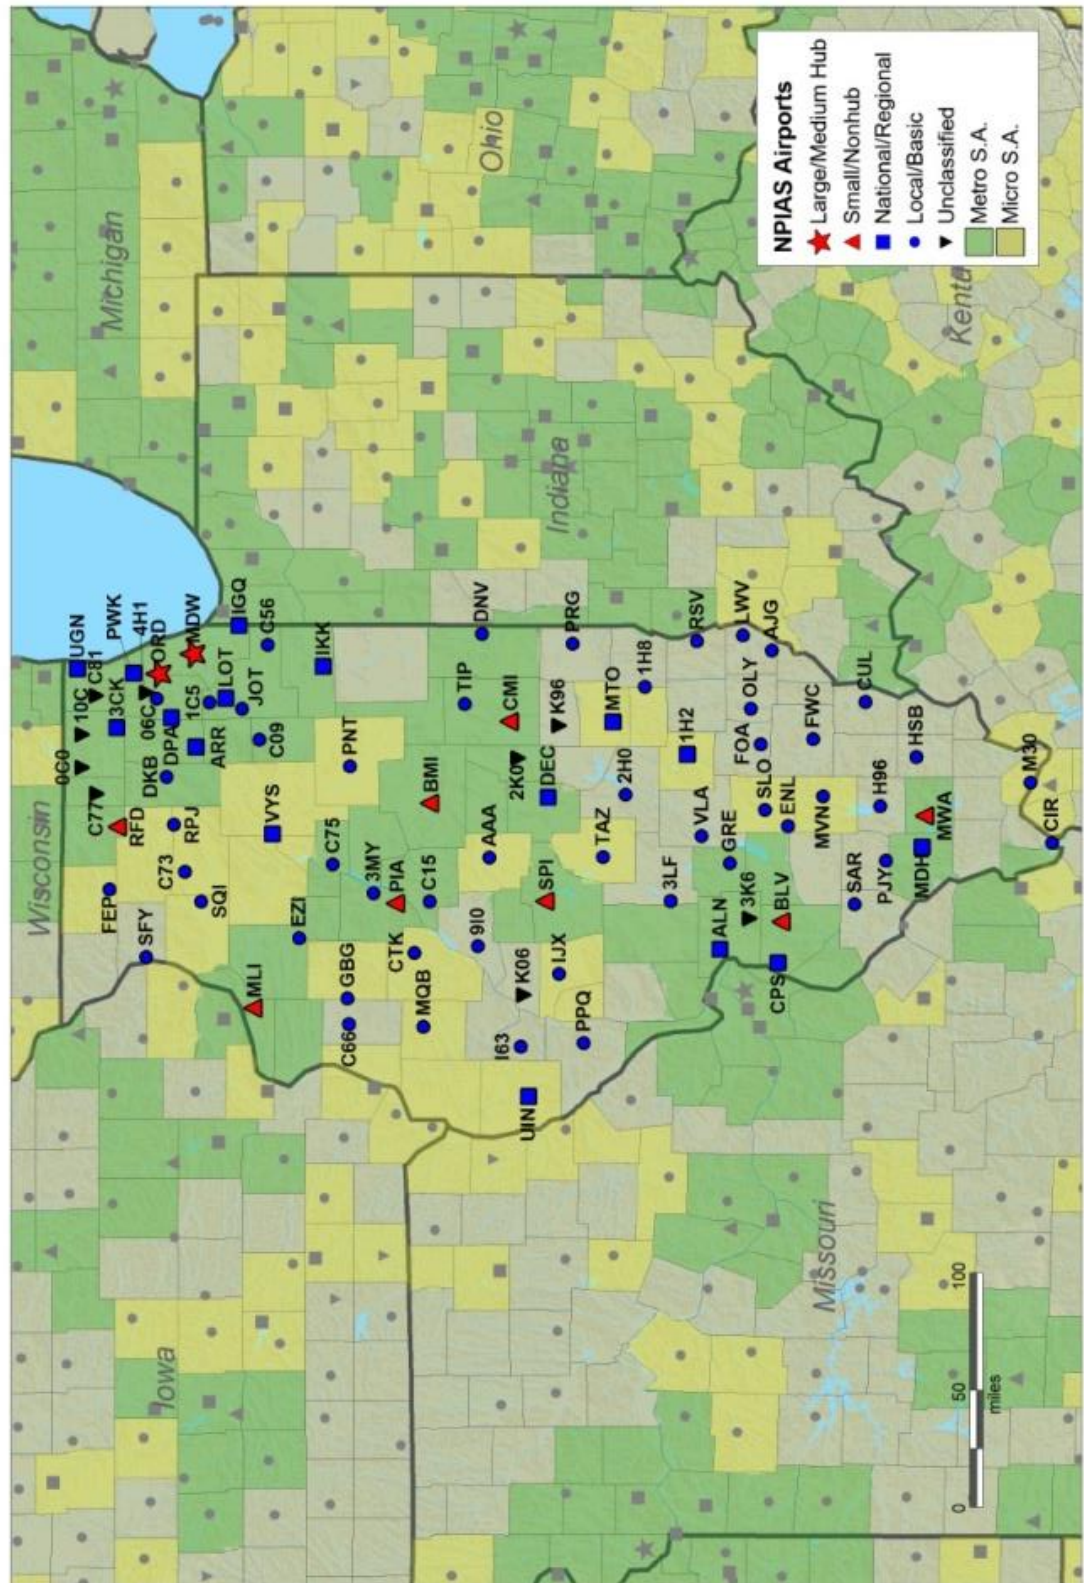 Wisconsin
Michigan
Iowa
Ohio
Indiana
Missouri
Kentu
UGN
C81
10C
0C0
C77
PWK
4H1
3CK
ORD
06C
MDW
RFD
DKB
DPA
1C5
LOT
IGQ
FEP
SFY
RPJ
C73
SQI
ARR
JOT
C56
C09
VYS
IKK
MLI
EZI
C75
PNT
C66
GBG
3MY
PIA
CTK
C15
BMI
TIP
DNV
MQB
9I0
AAA
CMI
I63
K06
2K0
K96
UIN
SPI
DEC
PRG
IJX
PPQ
TAZ
MTO
2H0
1H8
3LF
1H2
RSV
VLA
GRE
ALN
3K6
BLV
CPS
FOA
OLY
LWV
AJG
SLO
ENL
FWC
MVN
SAR
H96
CUL
PJY
MDH
MWA
HSB
M30
CIR
NPIAS Airports
Large/Medium Hub
Small/Nonhub
National/Regional
Local/Basic
Unclassified
Metro S.A.
Micro S.A.
0 50 100
miles